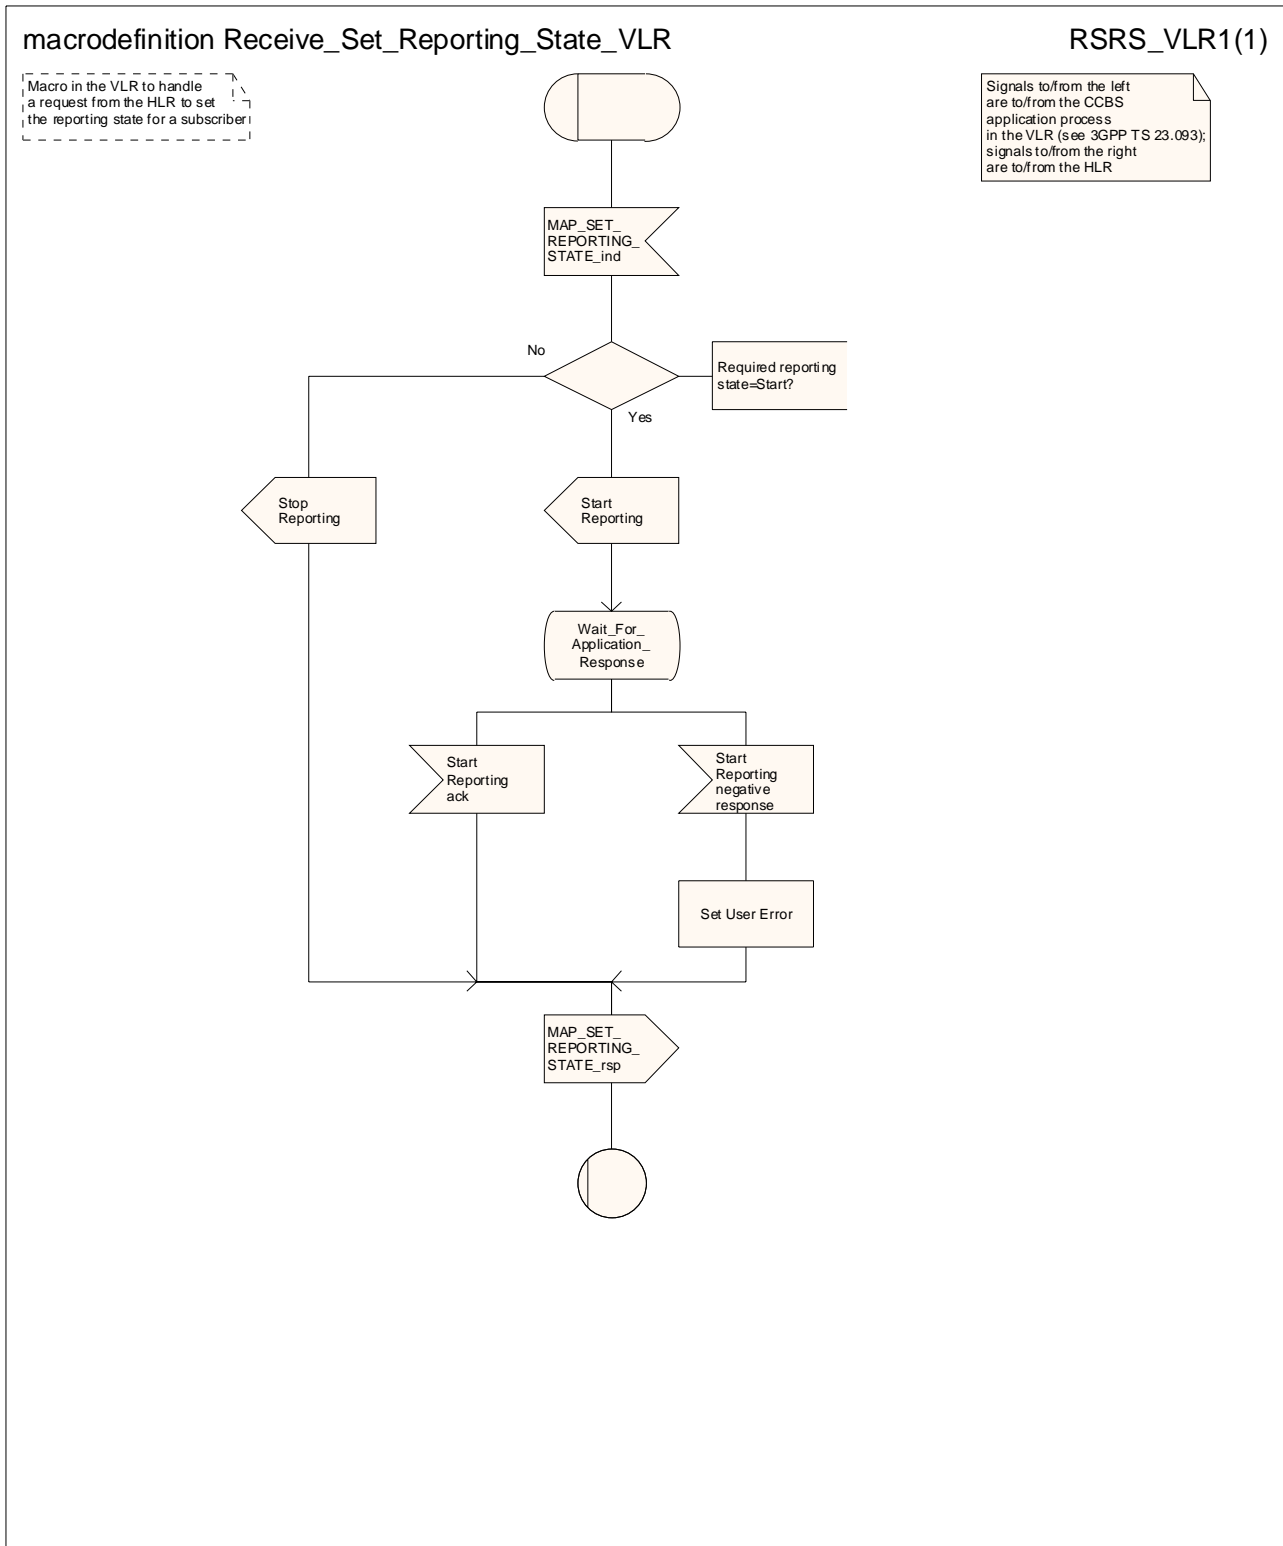 macrodefinition Receive_Set_Reporting_State_VLR
RSRS_VLR1(1)
Macro in the VLR to handle
a request from the HLR to set
the reporting state for a subscriber
Signals to/from the left
are to/from the CCBS
application process
in the VLR (see 3GPP TS 23.093);
signals to/from the right
are to/from the HLR
MAP_SET_
REPORTING_
STATE_ind
No
Required reporting
state=Start?
Yes
Stop
Reporting
Start
Reporting
Wait_For_
Application_
Response
Start
Reporting
ack
Start
Reporting
negative
response
Set User Error
MAP_SET_
REPORTING_
STATE_rsp